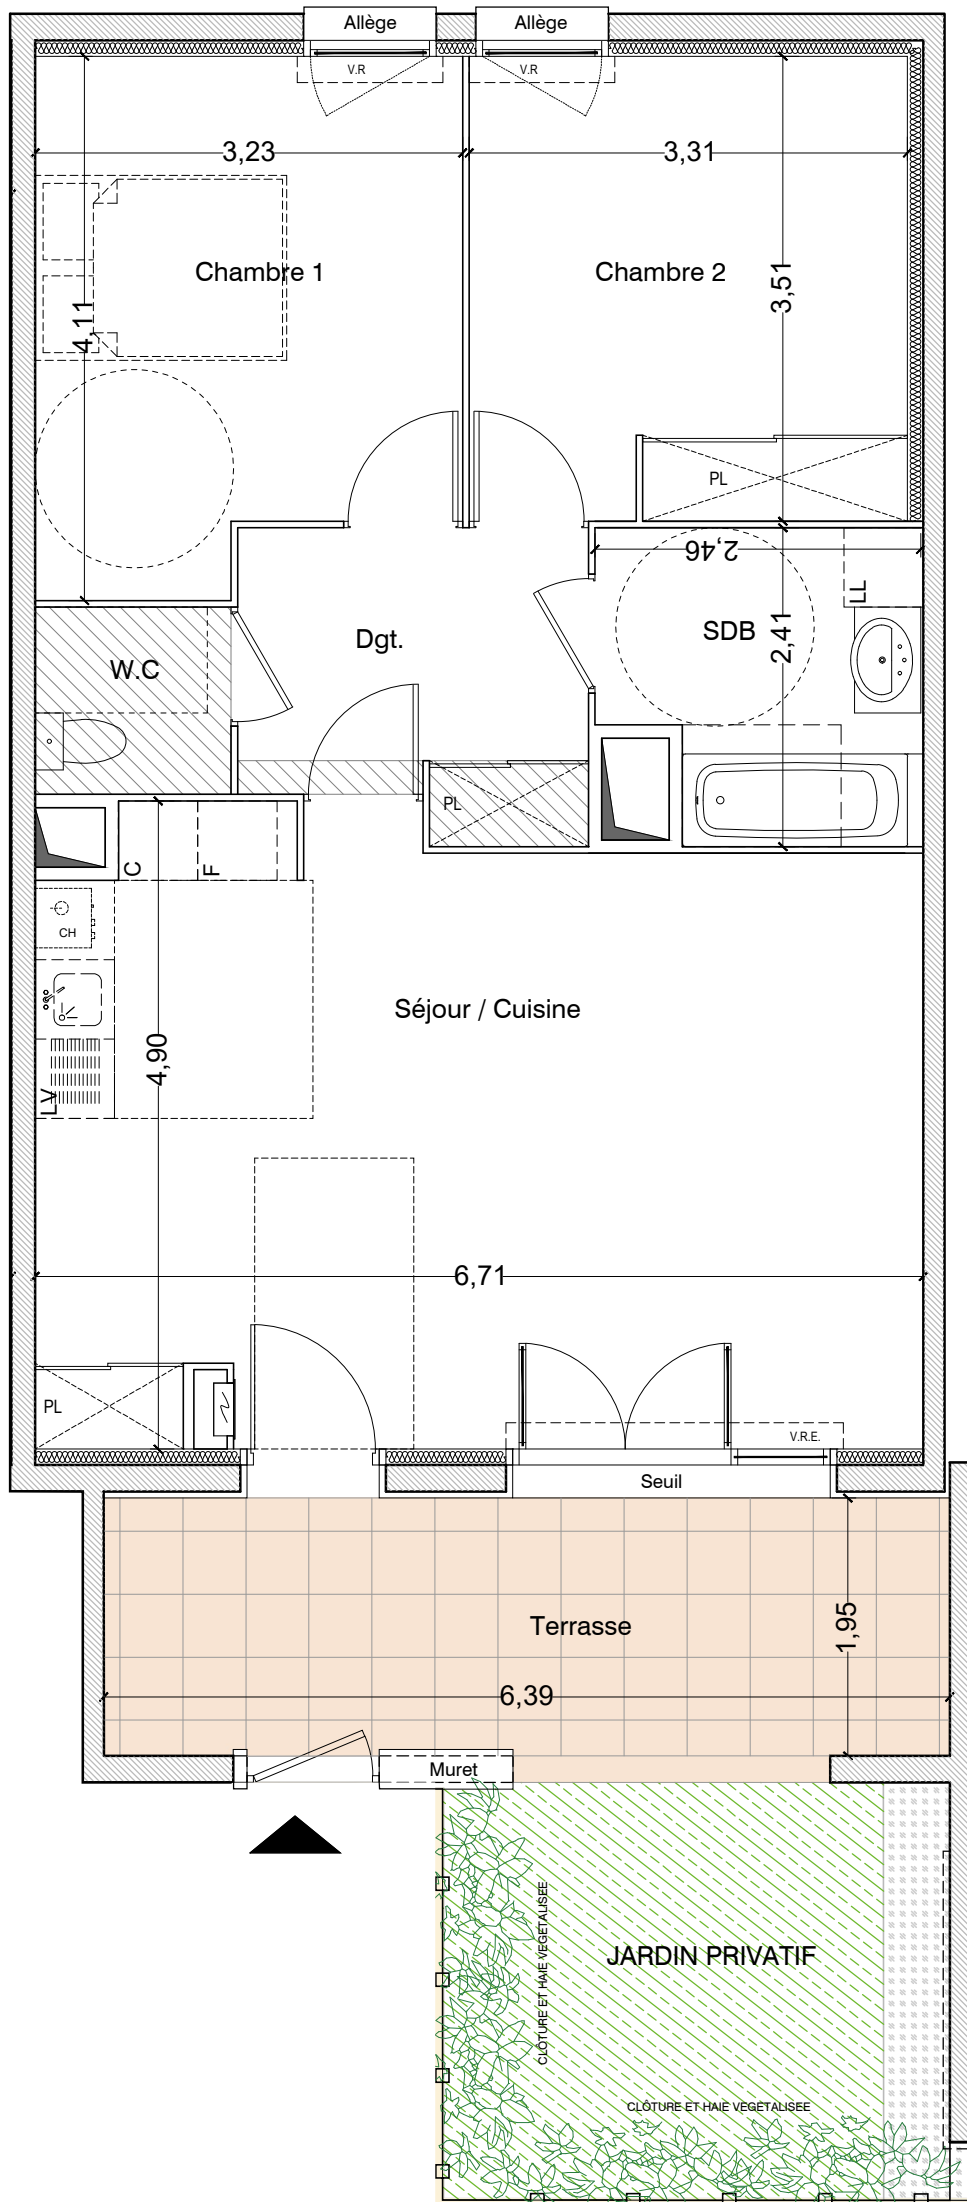 Allège
Allège
V.R
V.R
3,23
3,31
Chambre 1
Chambre 2
4,11
3,51
PL
2,46
LL
SDB
2,41
Dgt.
W.C
PL
C
F
CH
Séjour / Cuisine
4,90
LV
6,71
PL
V.R.E.
Seuil
Terrasse
1,95
6,39
Muret
CLÔTURE ET HAIE VEGETALISEE
JARDIN PRIVATIF
CLÔTURE ET HAIE VEGETALISEE